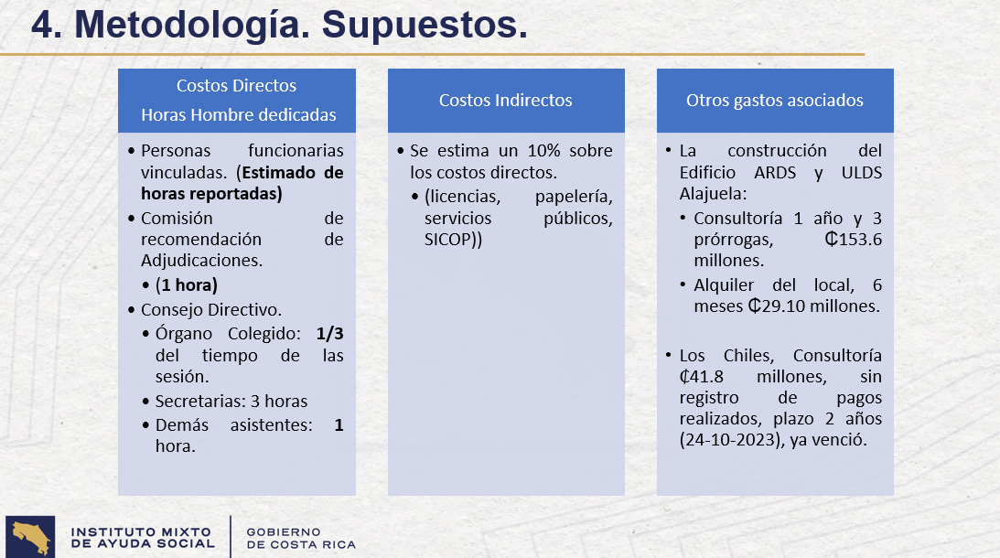 4. Metodología. Supuestos.
Costos Directos
Horas Hombre dedicadas
• Personas funcionarias
vinculadas. (Estimado de
horas reportadas)
• Comisión de
recomendación de
Adjudicaciones.
• (1 hora)
• Consejo Directivo.
• Órgano Colegido: 1/3
del tiempo de las
sesión.
• Secretarias: 3 horas
• Demás asistentes: 1
hora.
Costos Indirectos
• Se estima un 10% sobre
los costos directos.
• (licencias, papelería,
servicios públicos,
SICOP))
Otros gastos asociados
• La construcción del
Edificio ARDS y ULDS
Alajuela:
• Consultoría 1 año y 3
prórrogas, ₡153.6
millones.
• Alquiler del local, 6
meses ₡29.10 millones.
• Los Chiles, Consultoría
₡41.8 millones, sin
registro de pagos
realizados, plazo 2 años
(24-10-2023), ya venció.
INSTITUTO MIXTO
DE AYUDA SOCIAL
GOBIERNO
DE COSTA RICA